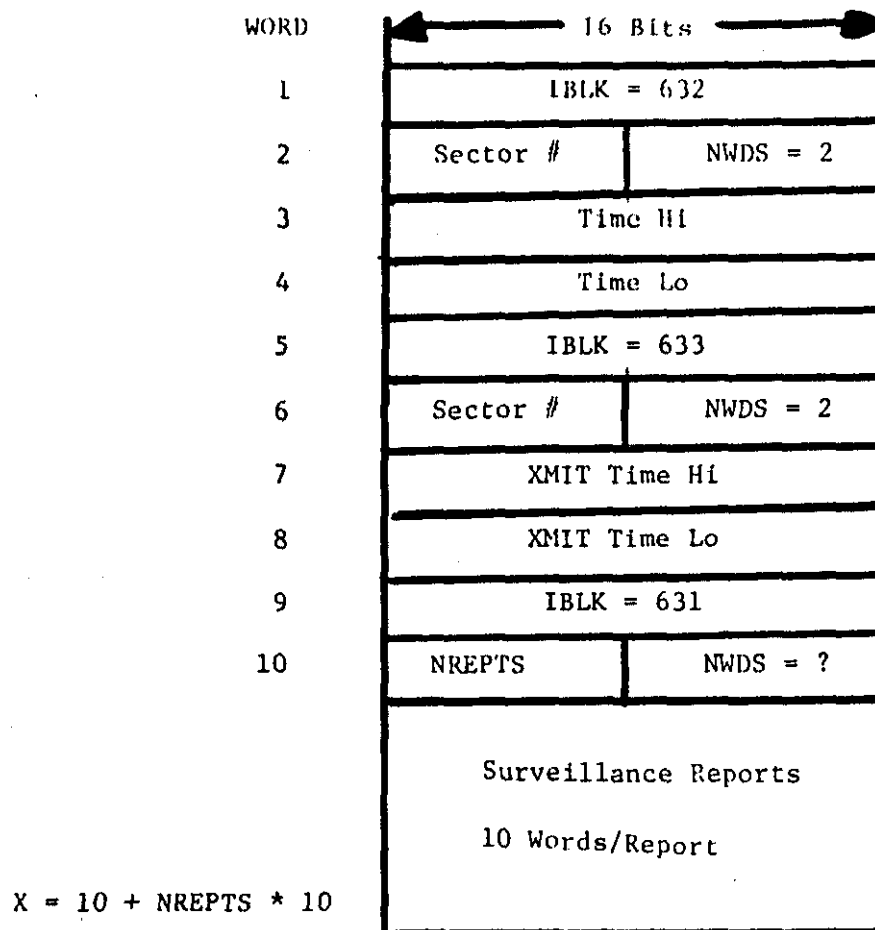 WORD 16 Bits
1 IBLK = 632
2 Sector # NWDS = 2
3 Time Hi
4 Time Lo
5 IBLK = 633
6 Sector # NWDS = 2
7 XMIT Time Hi
8 XMIT Time Lo
9 IBLK = 631
10 NREPTS NWDS = ?
Surveillance Reports
10 Words/Report
X = 10 + NREPTS * 10